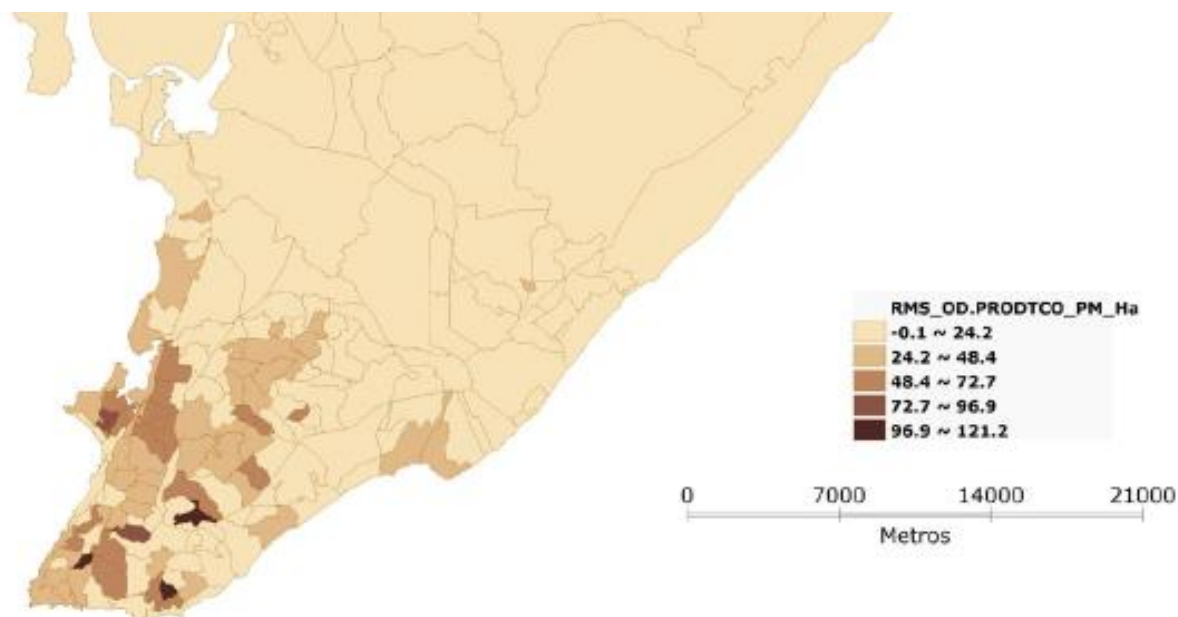 RMS_OD.PRODTCO_PM_Ha
-0.1 ~ 24.2
24.2 ~ 48.4
48.4 ~ 72.7
72.7 ~ 96.9
96.9 ~ 121.2
0 7000 14000 21000
Metros